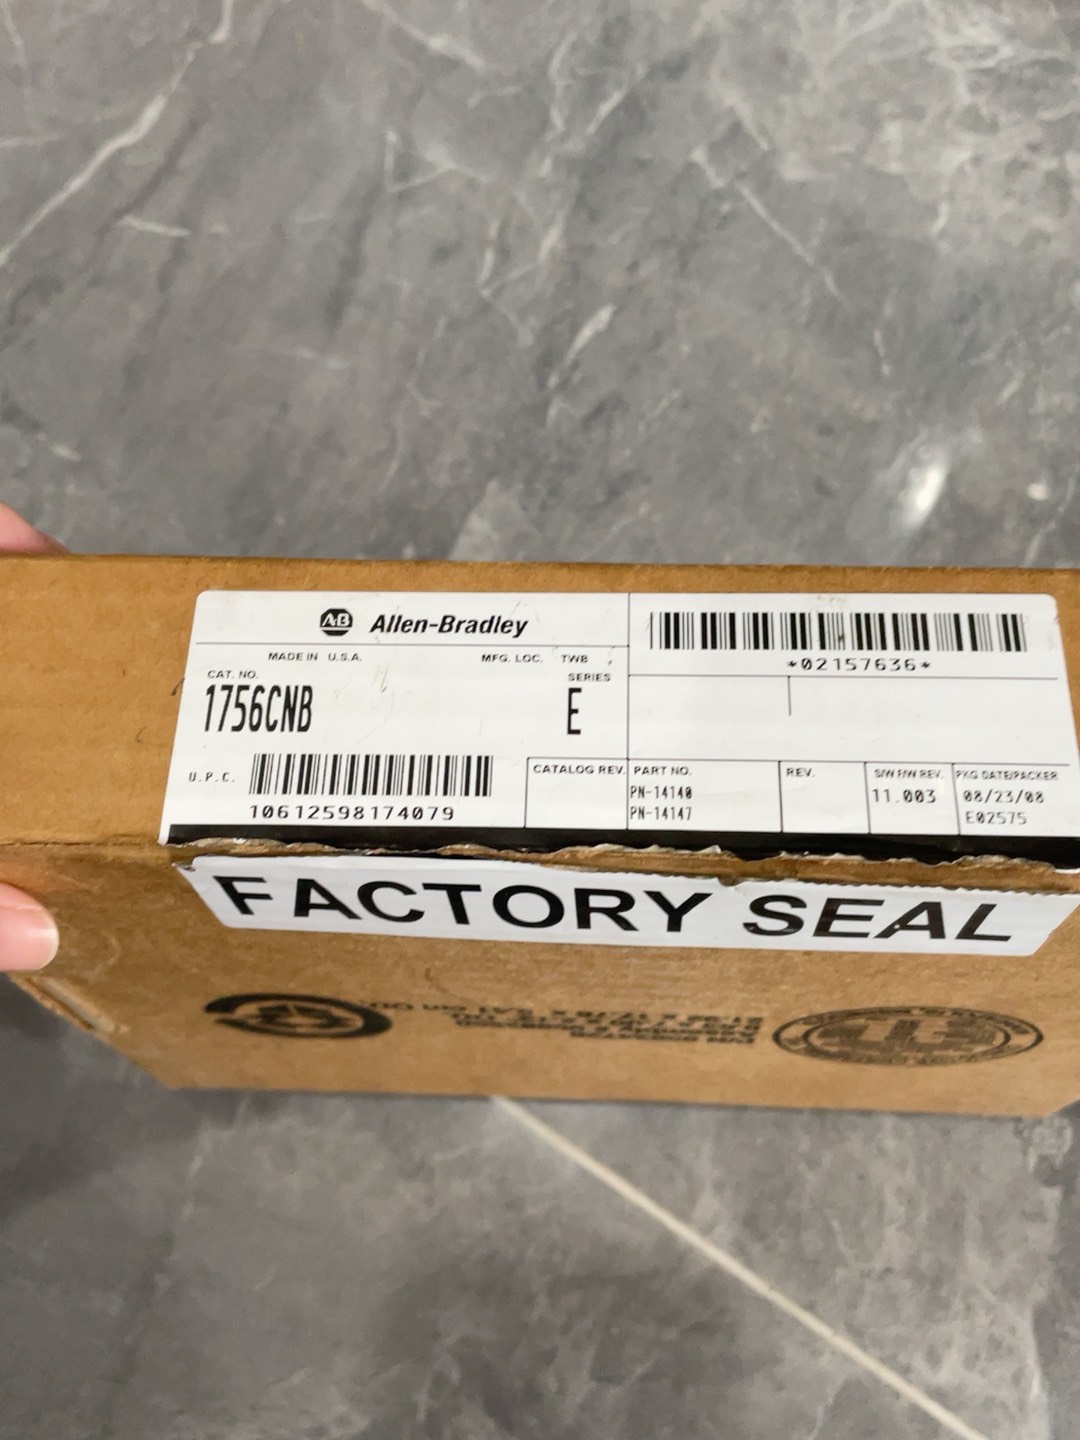 AB Allen-Bradley
MADE IN U.S.A. MFG. LOC. TWB
CAT. NO. SERIES
1756CNB E
U.P.C.
10612598174079
*02157636*
CATALOG REV. PART NO. REV. S/W F/W REV. PKG DATE/PACKER
PN-14140 11.003 08/23/08
PN-14147 E02575
FACTORY SEAL